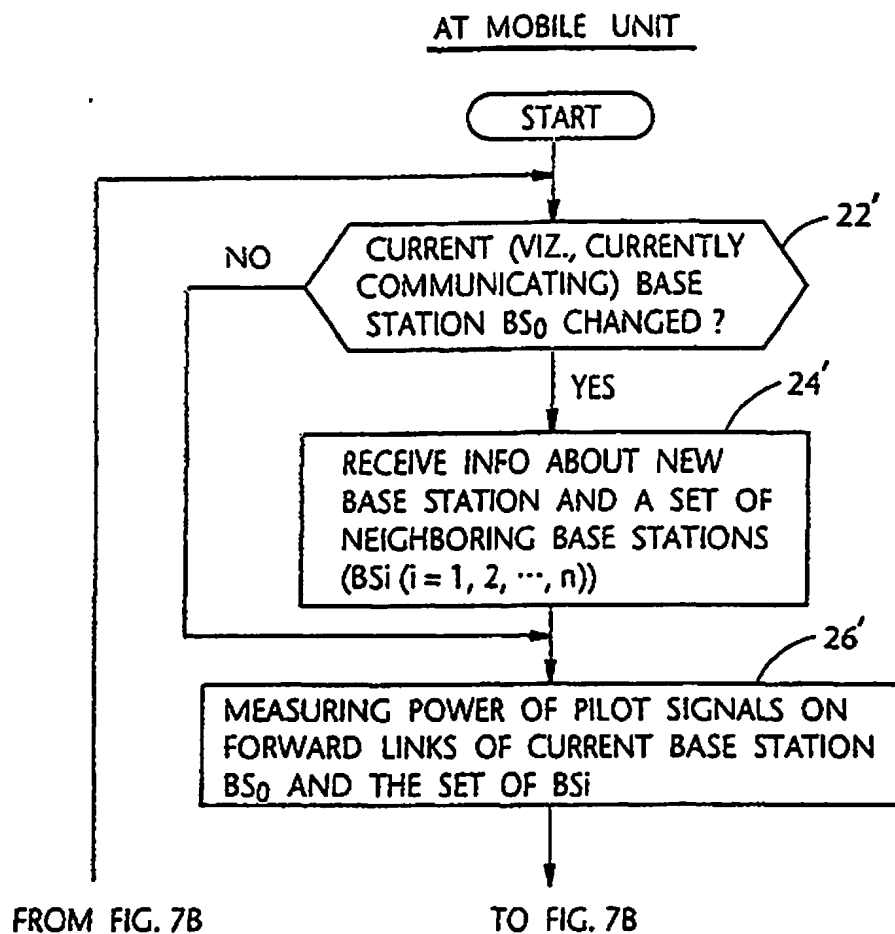 AT MOBILE UNIT
START
22'
NO
CURRENT (VIZ., CURRENTLY
COMMUNICATING) BASE
STATION BS0 CHANGED ?
YES
24'
RECEIVE INFO ABOUT NEW
BASE STATION AND A SET OF
NEIGHBORING BASE STATIONS
(BSi (i = 1, 2, ···, n))
26'
MEASURING POWER OF PILOT SIGNALS ON
FORWARD LINKS OF CURRENT BASE STATION
BS0 AND THE SET OF BSi
FROM FIG. 7B
TO FIG. 7B